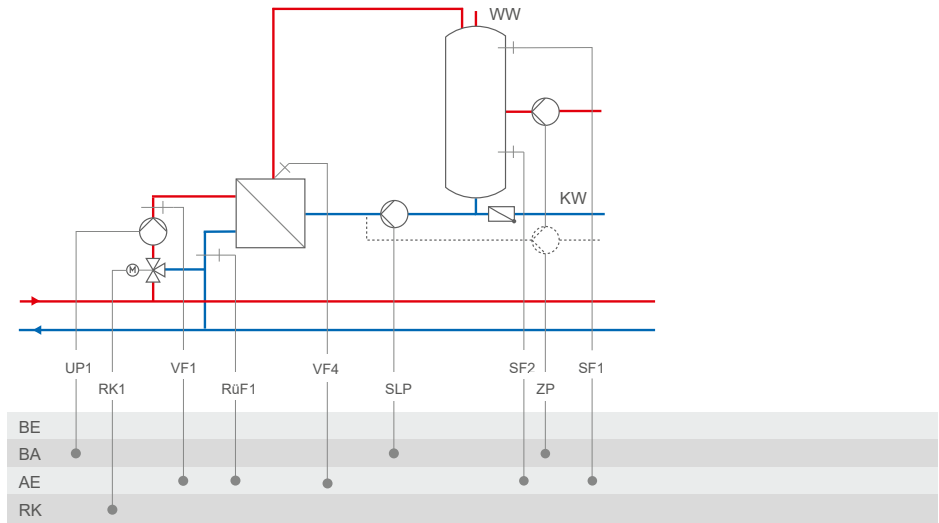 WW
KW
M
UP1 VF1 VF4 SF2 SF1
RK1 RüF1 SLP ZP
BE
BA
AE
RK